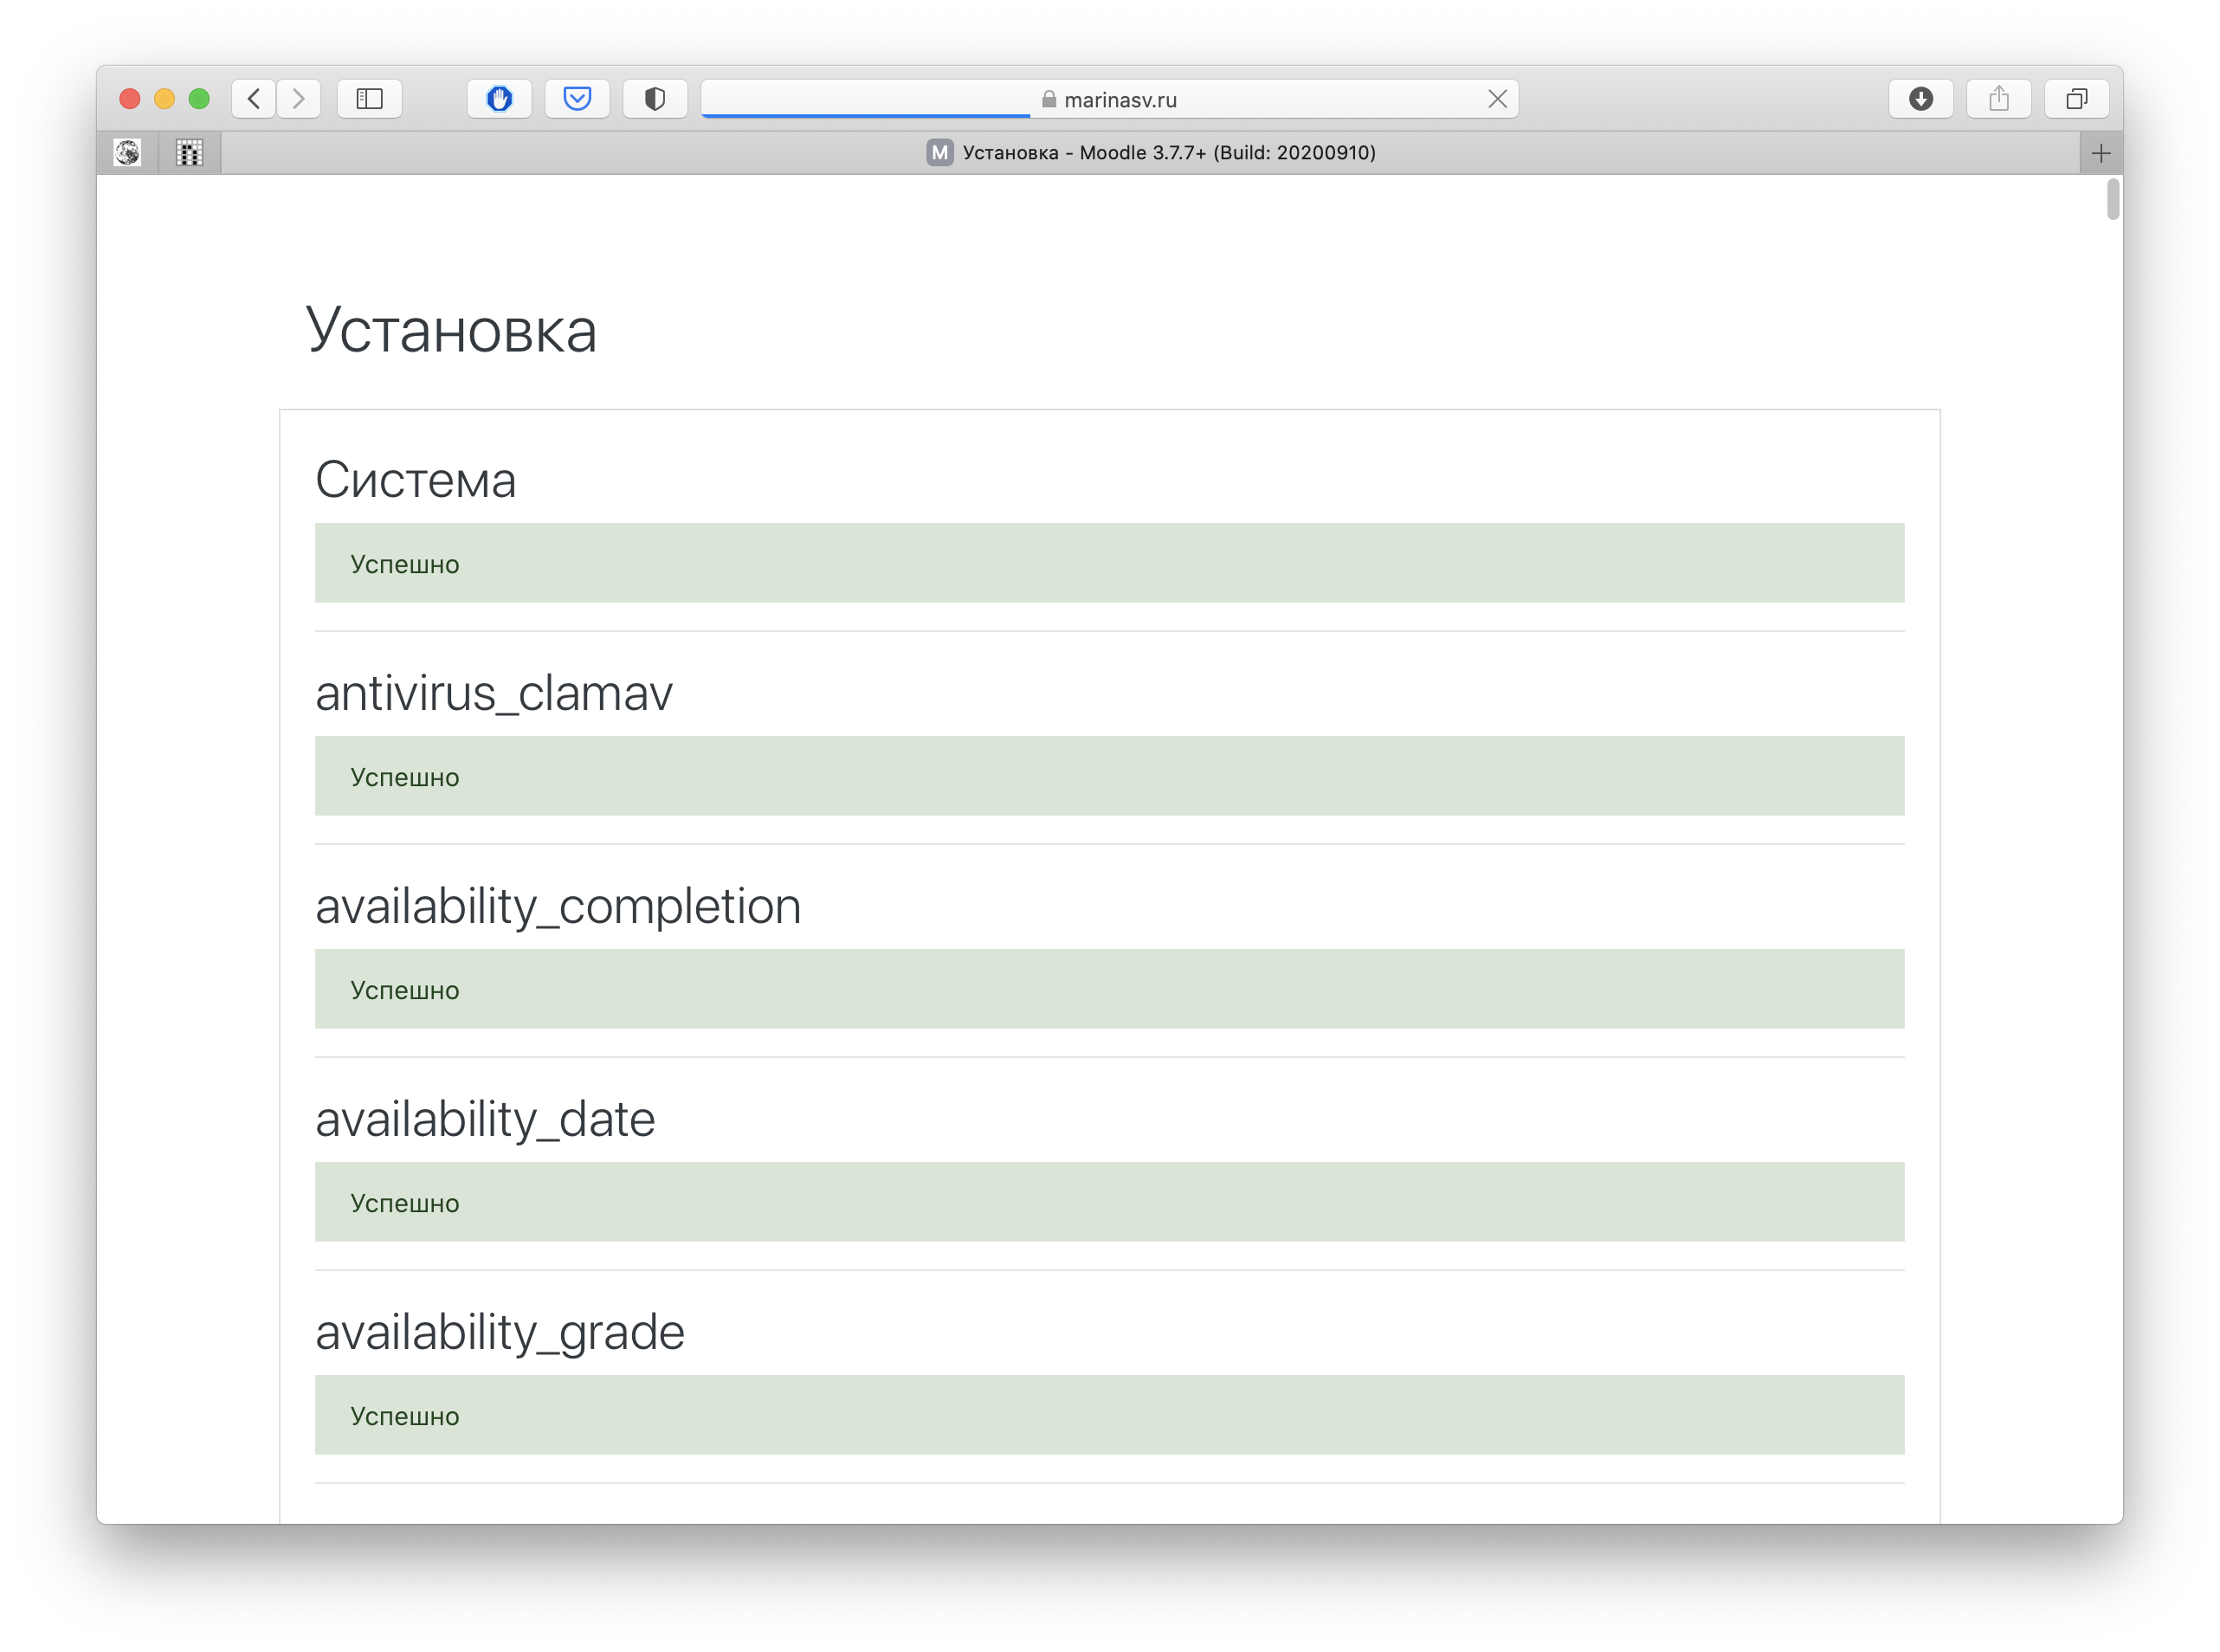 marinasv.ru
M Установка - Moodle 3.7.7+ (Build: 20200910)
Установка
Система
Успешно
antivirus_clamav
Успешно
availability_completion
Успешно
availability_date
Успешно
availability_grade
Успешно